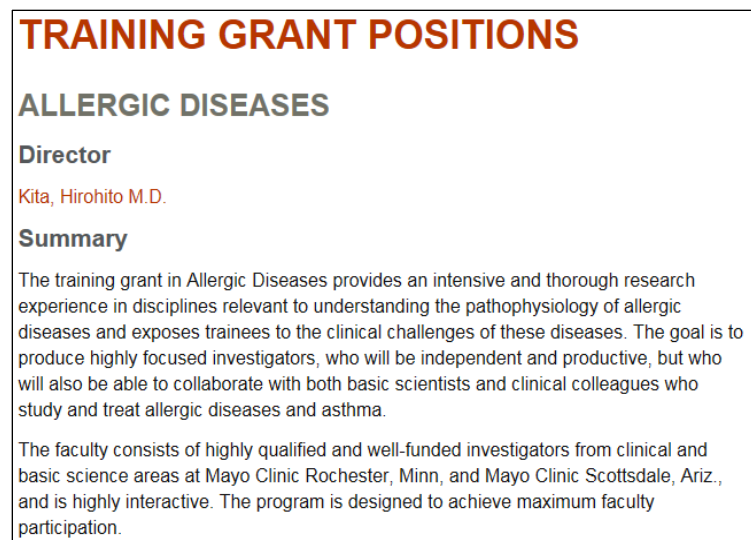 TRAINING GRANT POSITIONS
ALLERGIC DISEASES
Director
Kita, Hirohito M.D.
Summary
The training grant in Allergic Diseases provides an intensive and thorough research
experience in disciplines relevant to understanding the pathophysiology of allergic
diseases and exposes trainees to the clinical challenges of these diseases. The goal is to
produce highly focused investigators, who will be independent and productive, but who
will also be able to collaborate with both basic scientists and clinical colleagues who
study and treat allergic diseases and asthma.
The faculty consists of highly qualified and well-funded investigators from clinical and
basic science areas at Mayo Clinic Rochester, Minn, and Mayo Clinic Scottsdale, Ariz.,
and is highly interactive. The program is designed to achieve maximum faculty
participation.